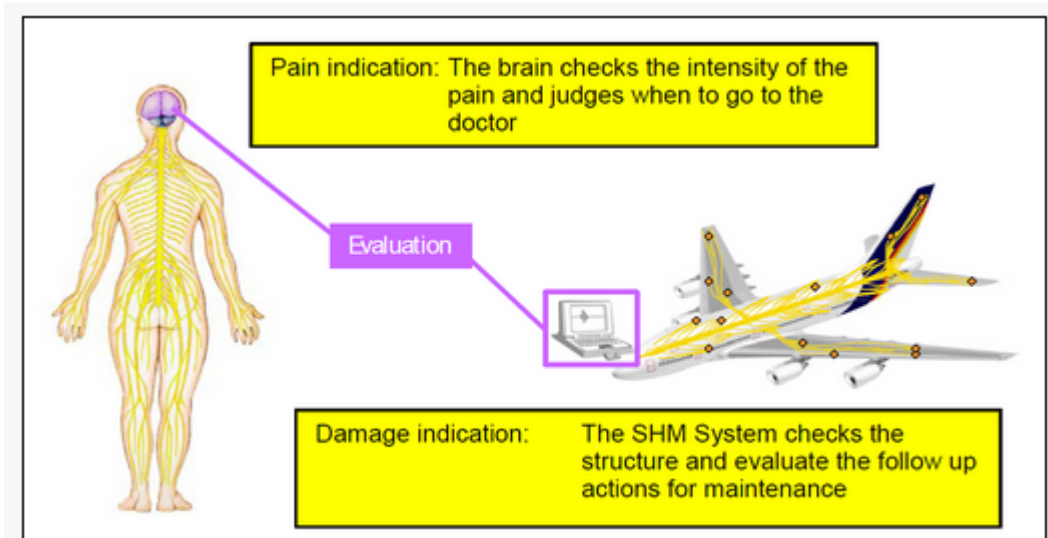 Pain indication: The brain checks the intensity of the
pain and judges when to go to the
doctor
Evaluation
Damage indication: The SHM System checks the
structure and evaluate the follow up
actions for maintenance